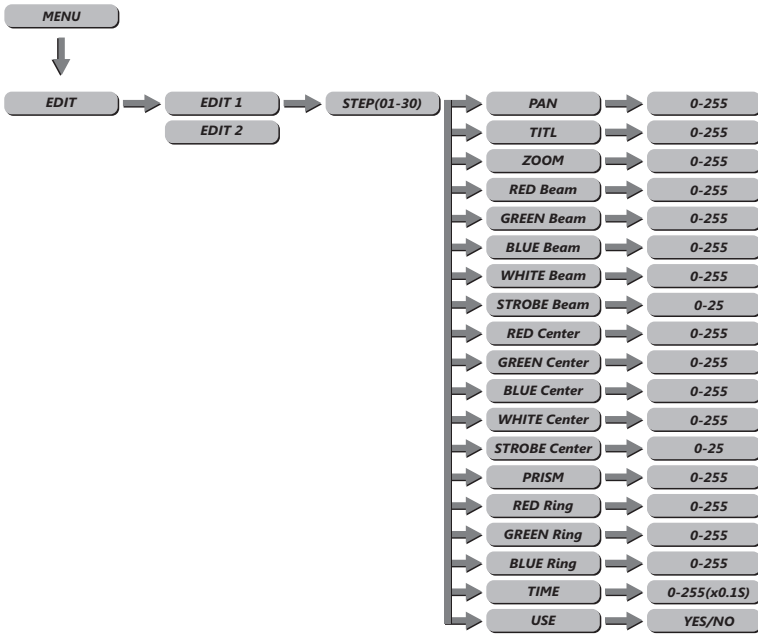 MENU
EDIT EDIT 1 STEP(01-30) PAN 0-255
EDIT 2 TITL 0-255
ZOOM 0-255
RED Beam 0-255
GREEN Beam 0-255
BLUE Beam 0-255
WHITE Beam 0-255
STROBE Beam 0-25
RED Center 0-255
GREEN Center 0-255
BLUE Center 0-255
WHITE Center 0-255
STROBE Center 0-25
PRISM 0-255
RED Ring 0-255
GREEN Ring 0-255
BLUE Ring 0-255
TIME 0-255(x0.1S)
USE YES/NO